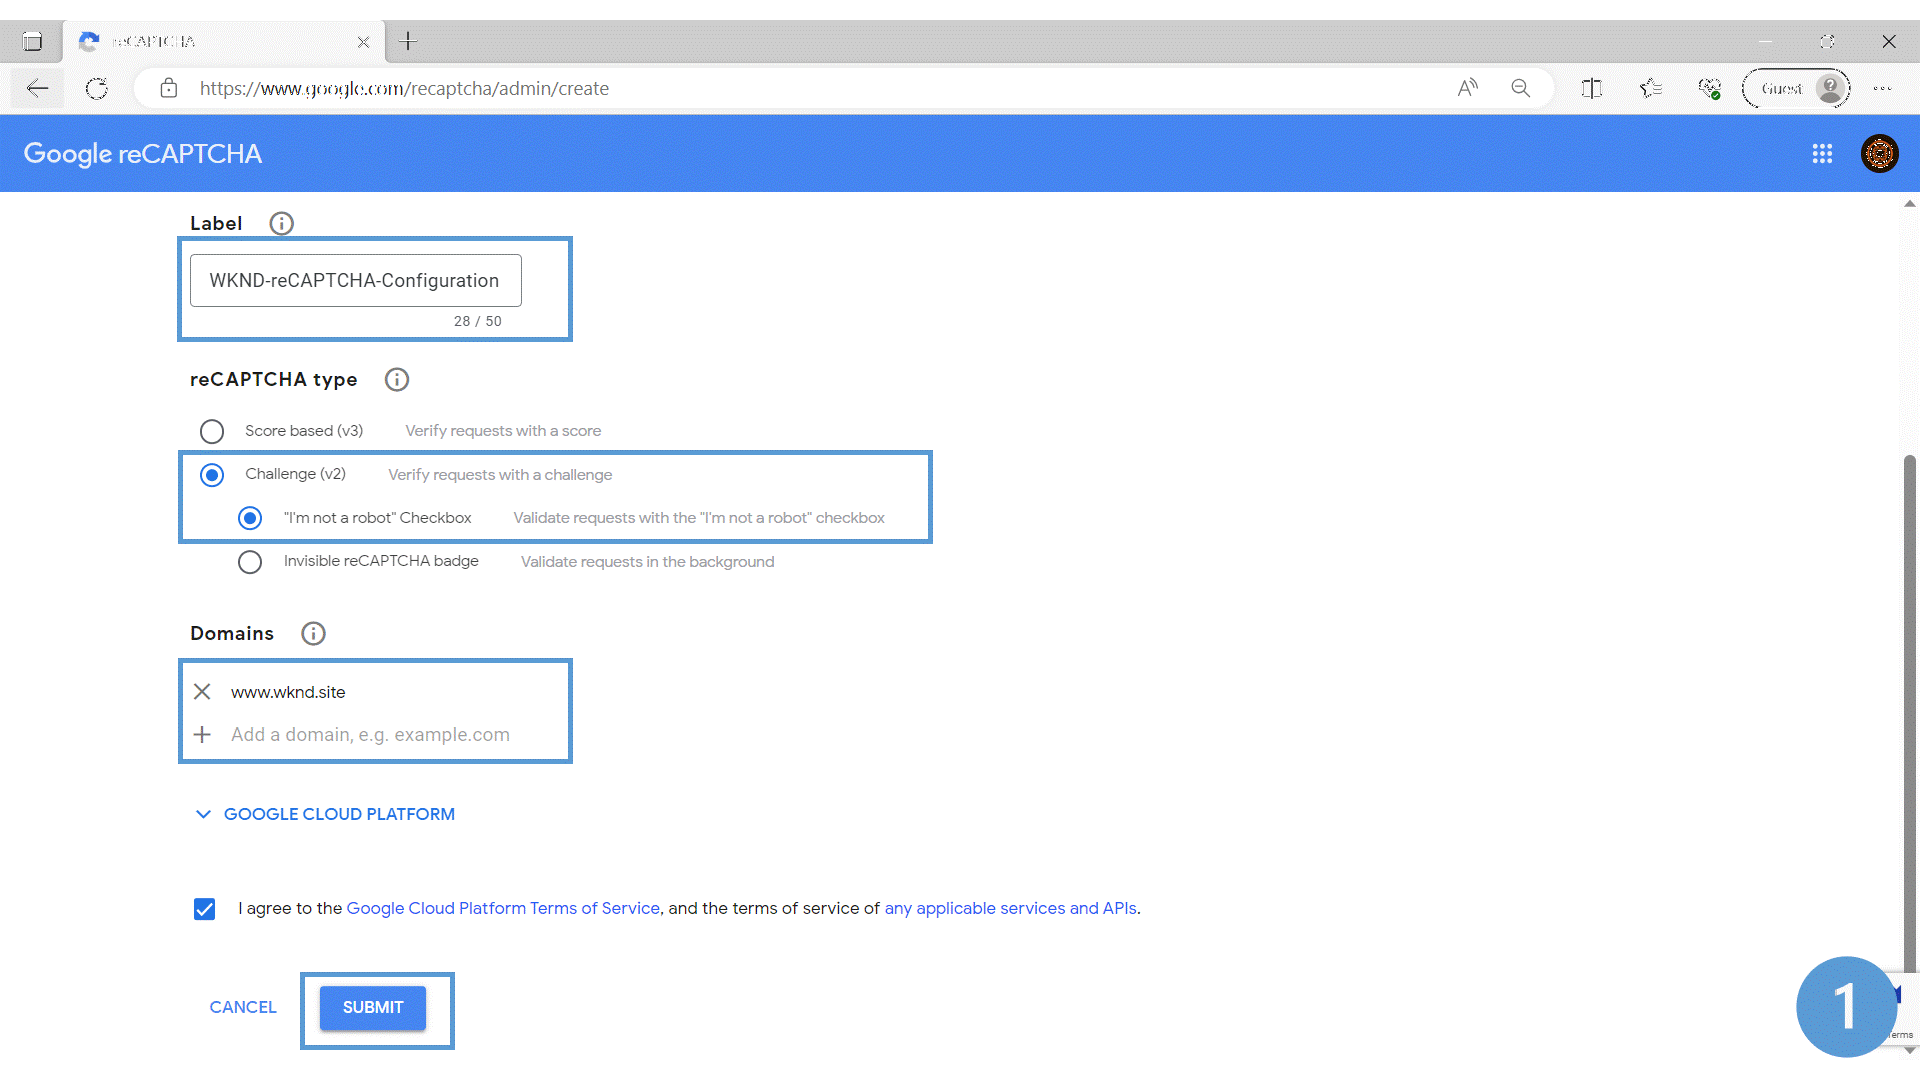 reCAPTCHA
https://www.google.com/recaptcha/admin/create
Guest
Google reCAPTCHA
Label
WKND-reCAPTCHA-Configuration
28 / 50
reCAPTCHA type
Score based (v3) Verify requests with a score
Challenge (v2) Verify requests with a challenge
"I'm not a robot" Checkbox Validate requests with the "I'm not a robot" checkbox
Invisible reCAPTCHA badge Validate requests in the background
Domains
www.wknd.site
Add a domain, e.g. example.com
GOOGLE CLOUD PLATFORM
I agree to the Google Cloud Platform Terms of Service, and the terms of service of any applicable services and APIs.
CANCEL SUBMIT
1
Terms